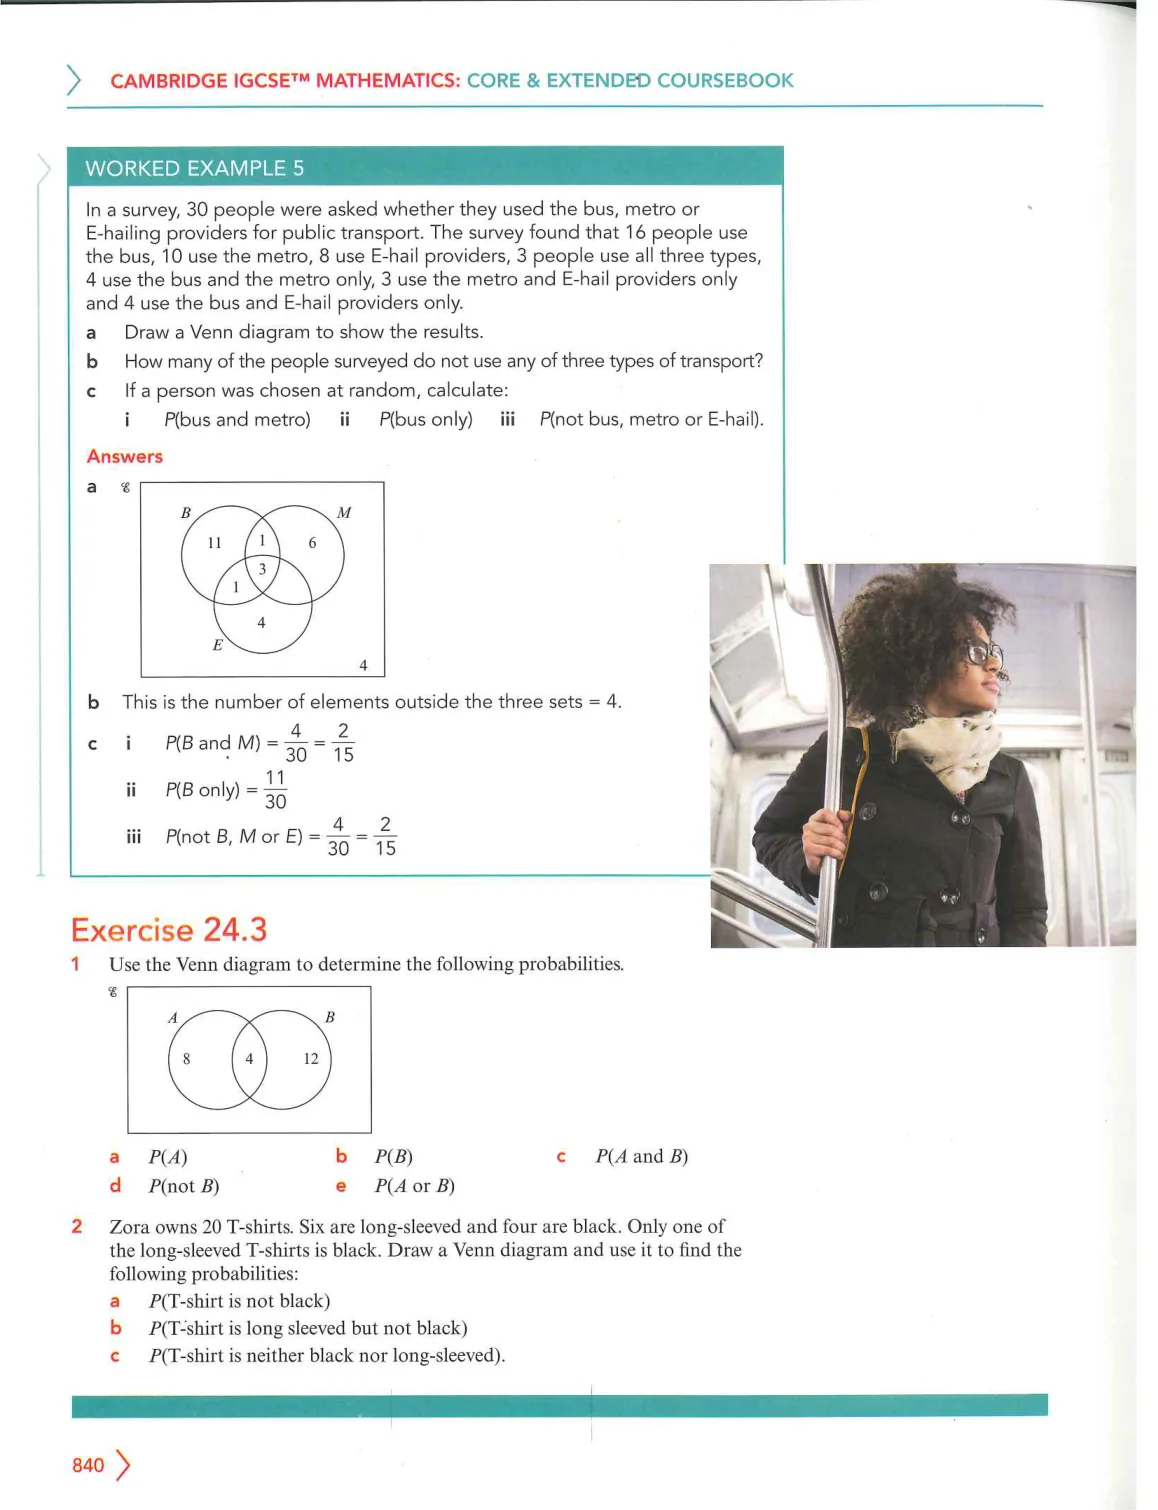 CAMBRIDGE IGCSE™ MATHEMATICS: CORE & EXTENDED COURSEBOOK
WORKED EXAMPLE 5
In a survey, 30 people were asked whether they used the bus, metro or
E-hailing providers for public transport. The survey found that 16 people use
the bus, 10 use the metro, 8 use E-hail providers, 3 people use all three types,
4 use the bus and the metro only, 3 use the metro and E-hail providers only
and 4 use the bus and E-hail providers only.
a Draw a Venn diagram to show the results.
b How many of the people surveyed do not use any of three types of transport?
c If a person was chosen at random, calculate:
i P(bus and metro) ii P(bus only) iii P(not bus, metro or E-hail).
Answers
a ℰ
B M
11 1 6
3
1
4
E
4
b This is the number of elements outside the three sets = 4.
c i P(B and M) = 4/30 = 2/15
ii P(B only) = 11/30
iii P(not B, M or E) = 4/30 = 2/15
Exercise 24.3
1 Use the Venn diagram to determine the following probabilities.
ℰ
A B
8 4 12
a P(A) b P(B) c P(A and B)
d P(not B) e P(A or B)
2 Zora owns 20 T-shirts. Six are long-sleeved and four are black. Only one of
the long-sleeved T-shirts is black. Draw a Venn diagram and use it to find the
following probabilities:
a P(T-shirt is not black)
b P(T-shirt is long sleeved but not black)
c P(T-shirt is neither black nor long-sleeved).
840